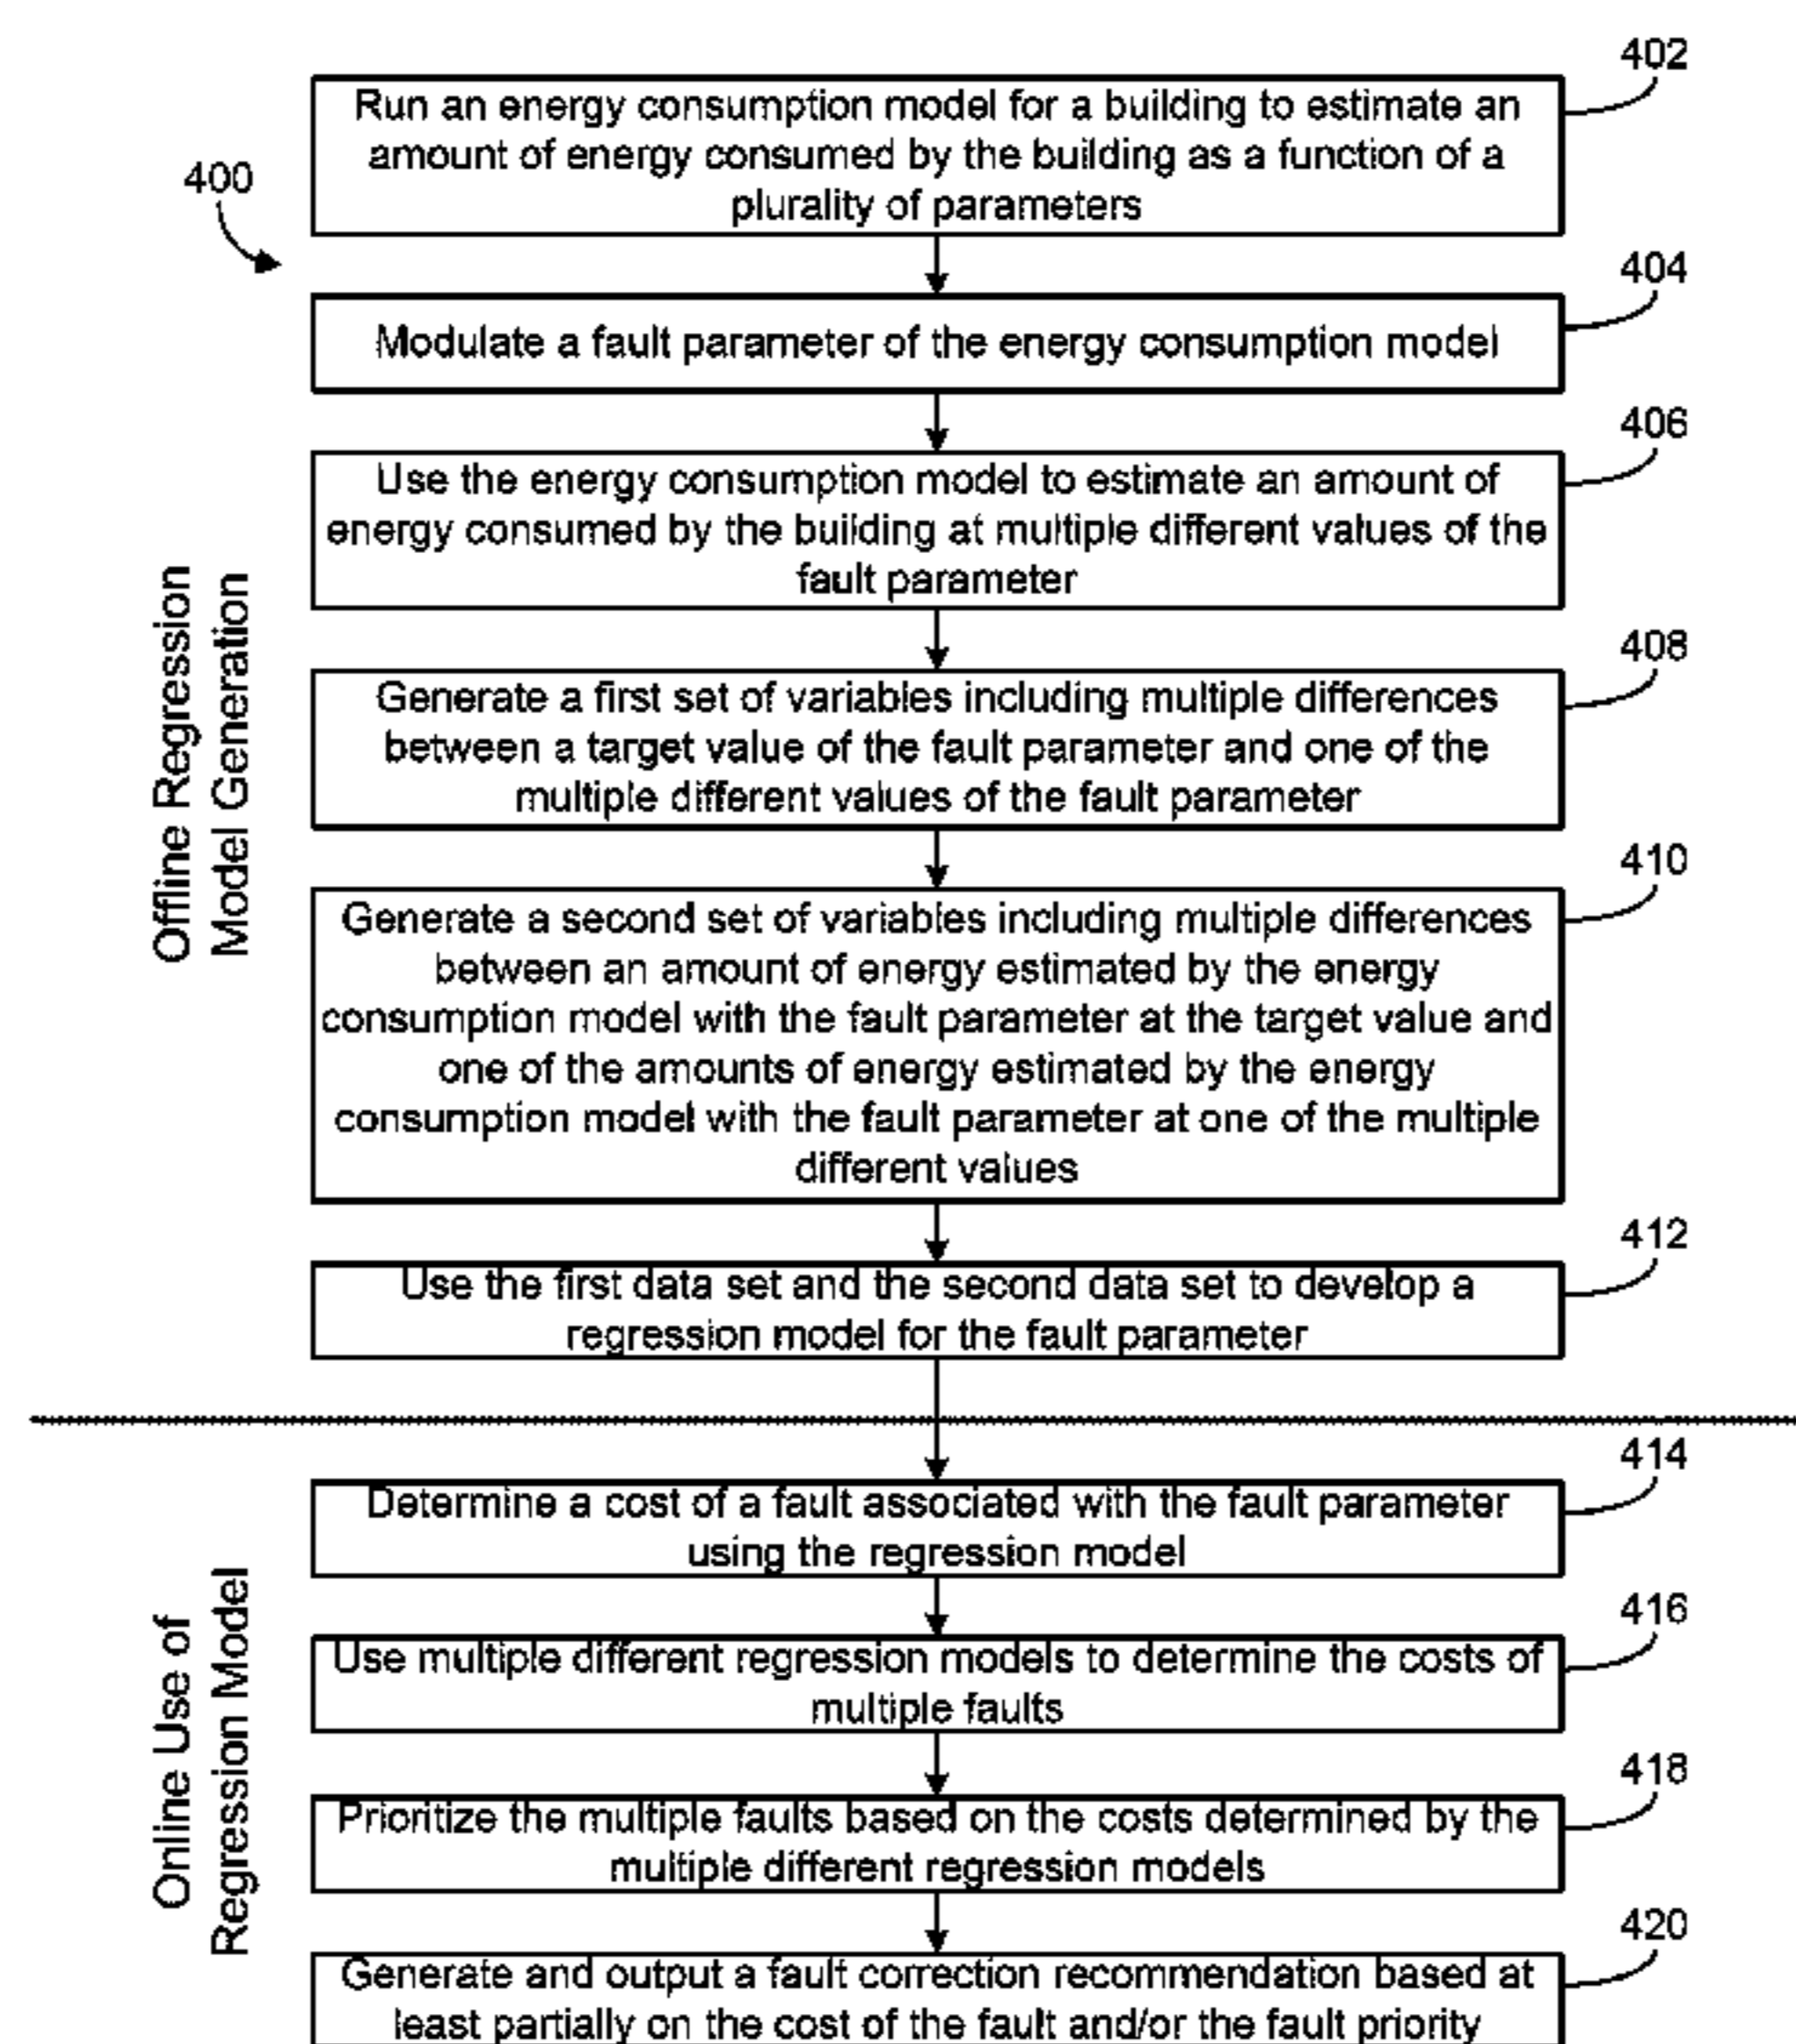 402
Run an energy consumption model for a building to estimate an
amount of energy consumed by the building as a function of a
plurality of parameters
400
404
Modulate a fault parameter of the energy consumption model
406
Use the energy consumption model to estimate an amount of
energy consumed by the building at multiple different values of the
fault parameter
Offline Regression
Model Generation
408
Generate a first set of variables including multiple differences
between a target value of the fault parameter and one of the
multiple different values of the fault parameter
410
Generate a second set of variables including multiple differences
between an amount of energy estimated by the energy
consumption model with the fault parameter at the target value and
one of the amounts of energy estimated by the energy
consumption model with the fault parameter at one of the multiple
different values
412
Use the first data set and the second data set to develop a
regression model for the fault parameter
414
Determine a cost of a fault associated with the fault parameter
using the regression model
Online Use of
Regression Model
416
Use multiple different regression models to determine the costs of
multiple faults
418
Prioritize the multiple faults based on the costs determined by the
multiple different regression models
420
Generate and output a fault correction recommendation based at
least partially on the cost of the fault and/or the fault priority